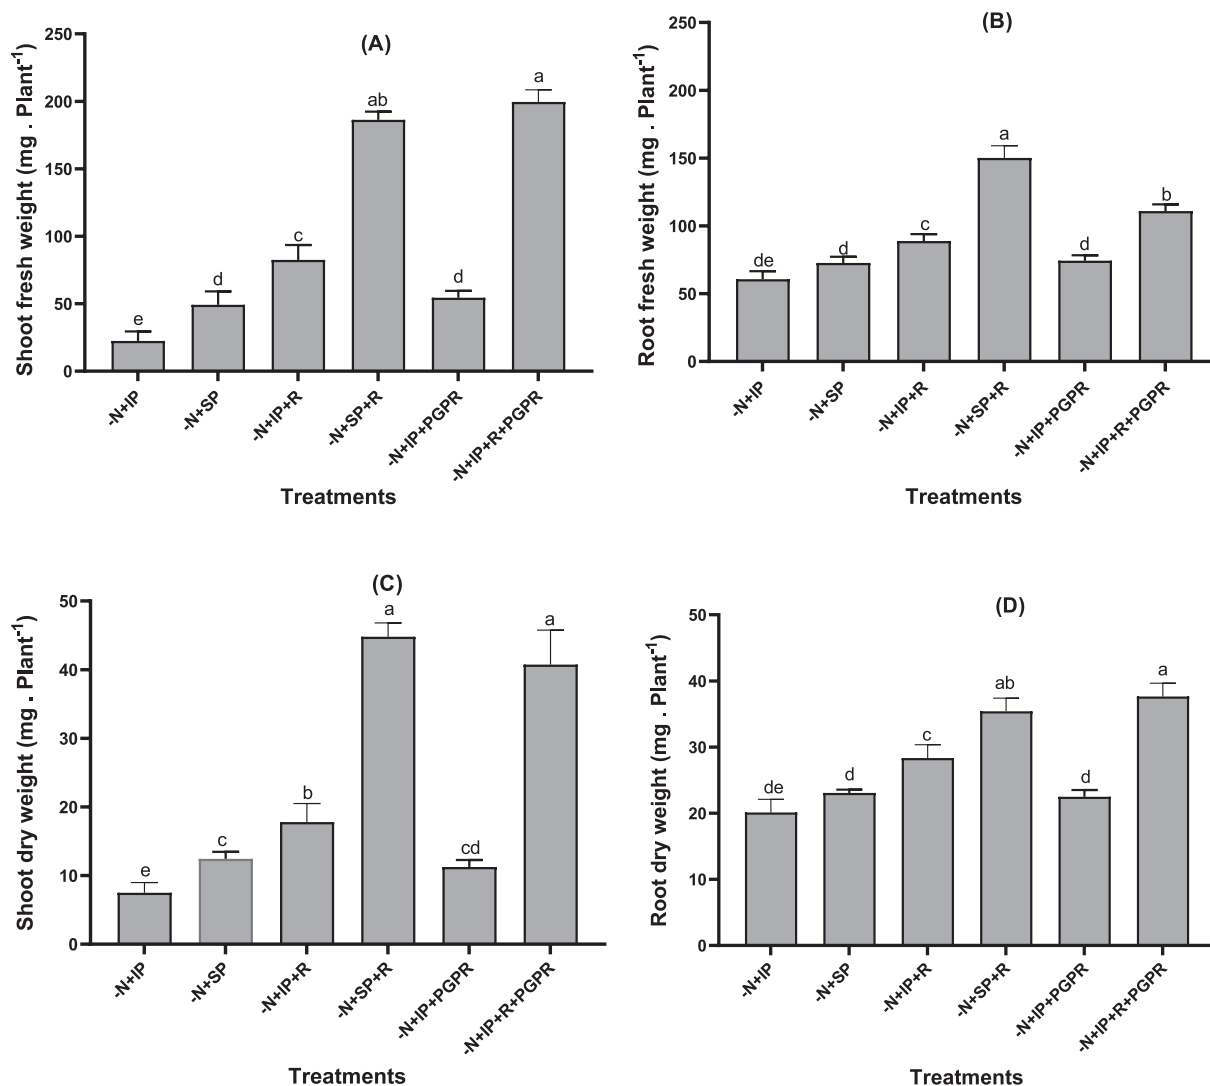 (A)
Shoot fresh weight (mg . Plant-1)
250
200
150
100
50
0
e
d
c
ab
d
a
-N+IP
-N+SP
-N+IP+R
-N+SP+R
-N+IP+PGPR
-N+IP+R+PGPR
Treatments
(B)
Root fresh weight (mg . Plant-1)
250
200
150
100
50
0
de
d
c
a
d
b
-N+IP
-N+SP
-N+IP+R
-N+SP+R
-N+IP+PGPR
-N+IP+R+PGPR
Treatments
(C)
Shoot dry weight (mg . Plant-1)
50
40
30
20
10
0
e
c
b
a
cd
a
-N+IP
-N+SP
-N+IP+R
-N+SP+R
-N+IP+PGPR
-N+IP+R+PGPR
Treatments
(D)
Root dry weight (mg . Plant-1)
50
40
30
20
10
0
de
d
c
ab
d
a
-N+IP
-N+SP
-N+IP+R
-N+SP+R
-N+IP+PGPR
-N+IP+R+PGPR
Treatments